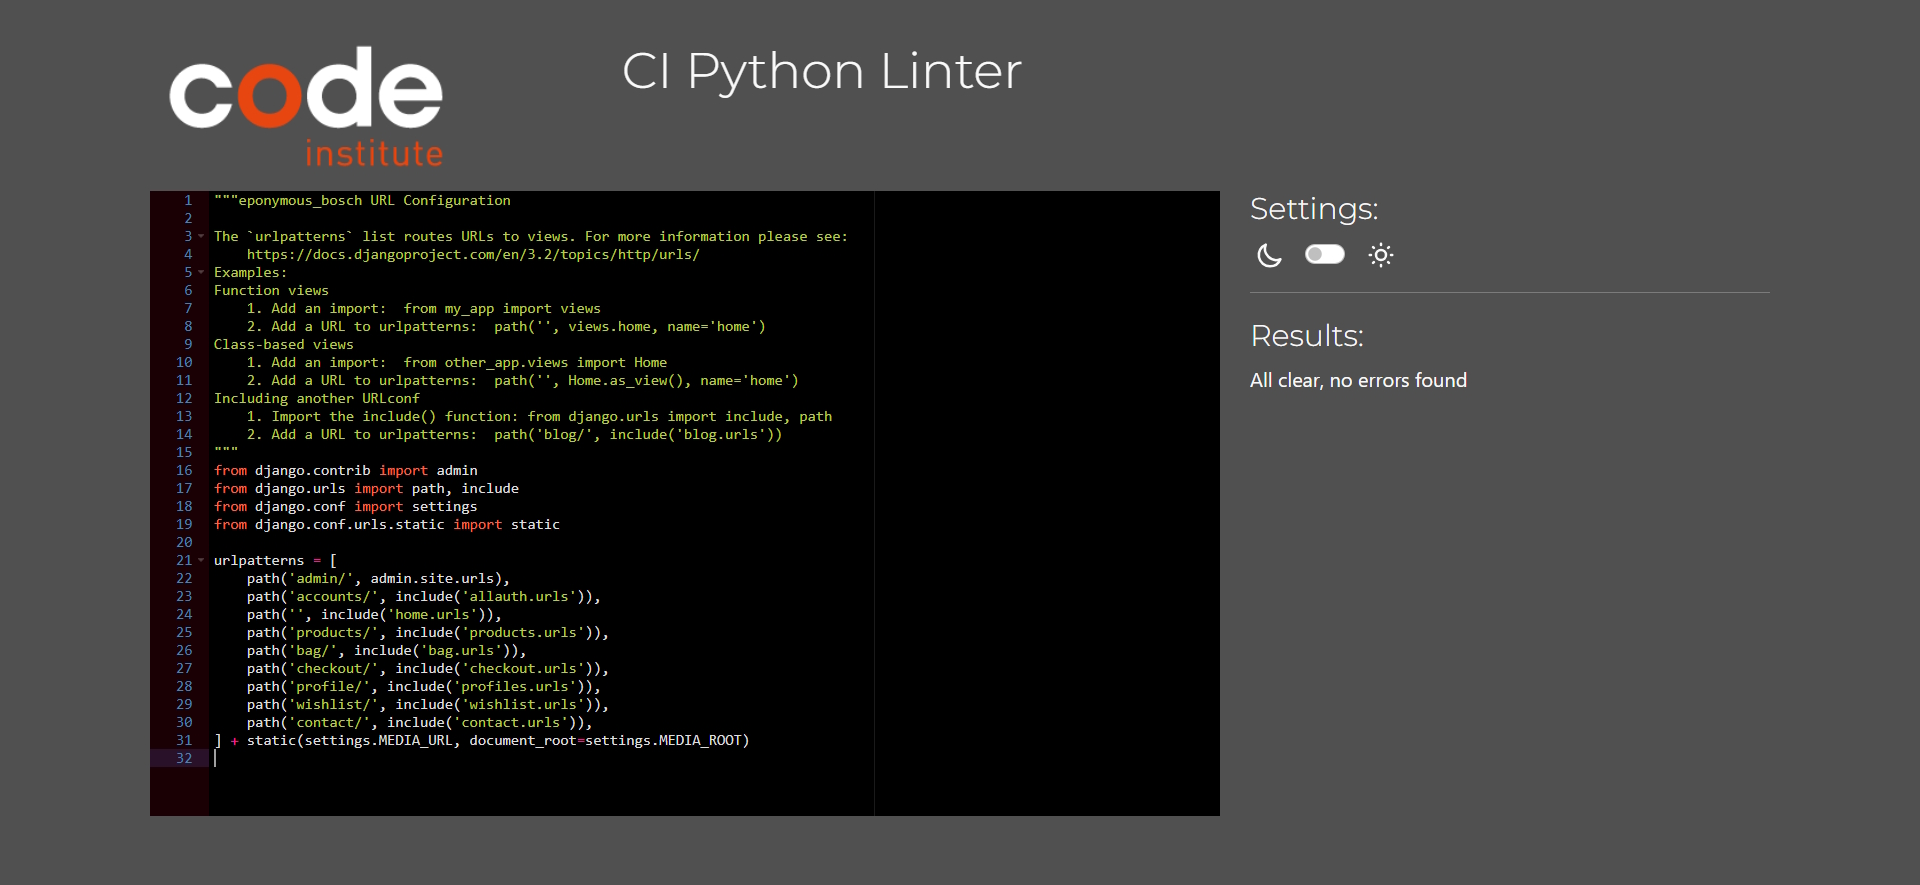 code
institute
CI Python Linter
1 """eponymous_bosch URL Configuration
2
3 The `urlpatterns` list routes URLs to views. For more information please see:
4     https://docs.djangoproject.com/en/3.2/topics/http/urls/
5 Examples:
6 Function views
7     1. Add an import:  from my_app import views
8     2. Add a URL to urlpatterns:  path('', views.home, name='home')
9 Class-based views
10     1. Add an import:  from other_app.views import Home
11     2. Add a URL to urlpatterns:  path('', Home.as_view(), name='home')
12 Including another URLconf
13     1. Import the include() function: from django.urls import include, path
14     2. Add a URL to urlpatterns:  path('blog/', include('blog.urls'))
15 """
16 from django.contrib import admin
17 from django.urls import path, include
18 from django.conf import settings
19 from django.conf.urls.static import static
20
21 urlpatterns = [
22     path('admin/', admin.site.urls),
23     path('accounts/', include('allauth.urls')),
24     path('', include('home.urls')),
25     path('products/', include('products.urls')),
26     path('bag/', include('bag.urls')),
27     path('checkout/', include('checkout.urls')),
28     path('profile/', include('profiles.urls')),
29     path('wishlist/', include('wishlist.urls')),
30     path('contact/', include('contact.urls')),
31 ] + static(settings.MEDIA_URL, document_root=settings.MEDIA_ROOT)
32
Settings:
Results:
All clear, no errors found